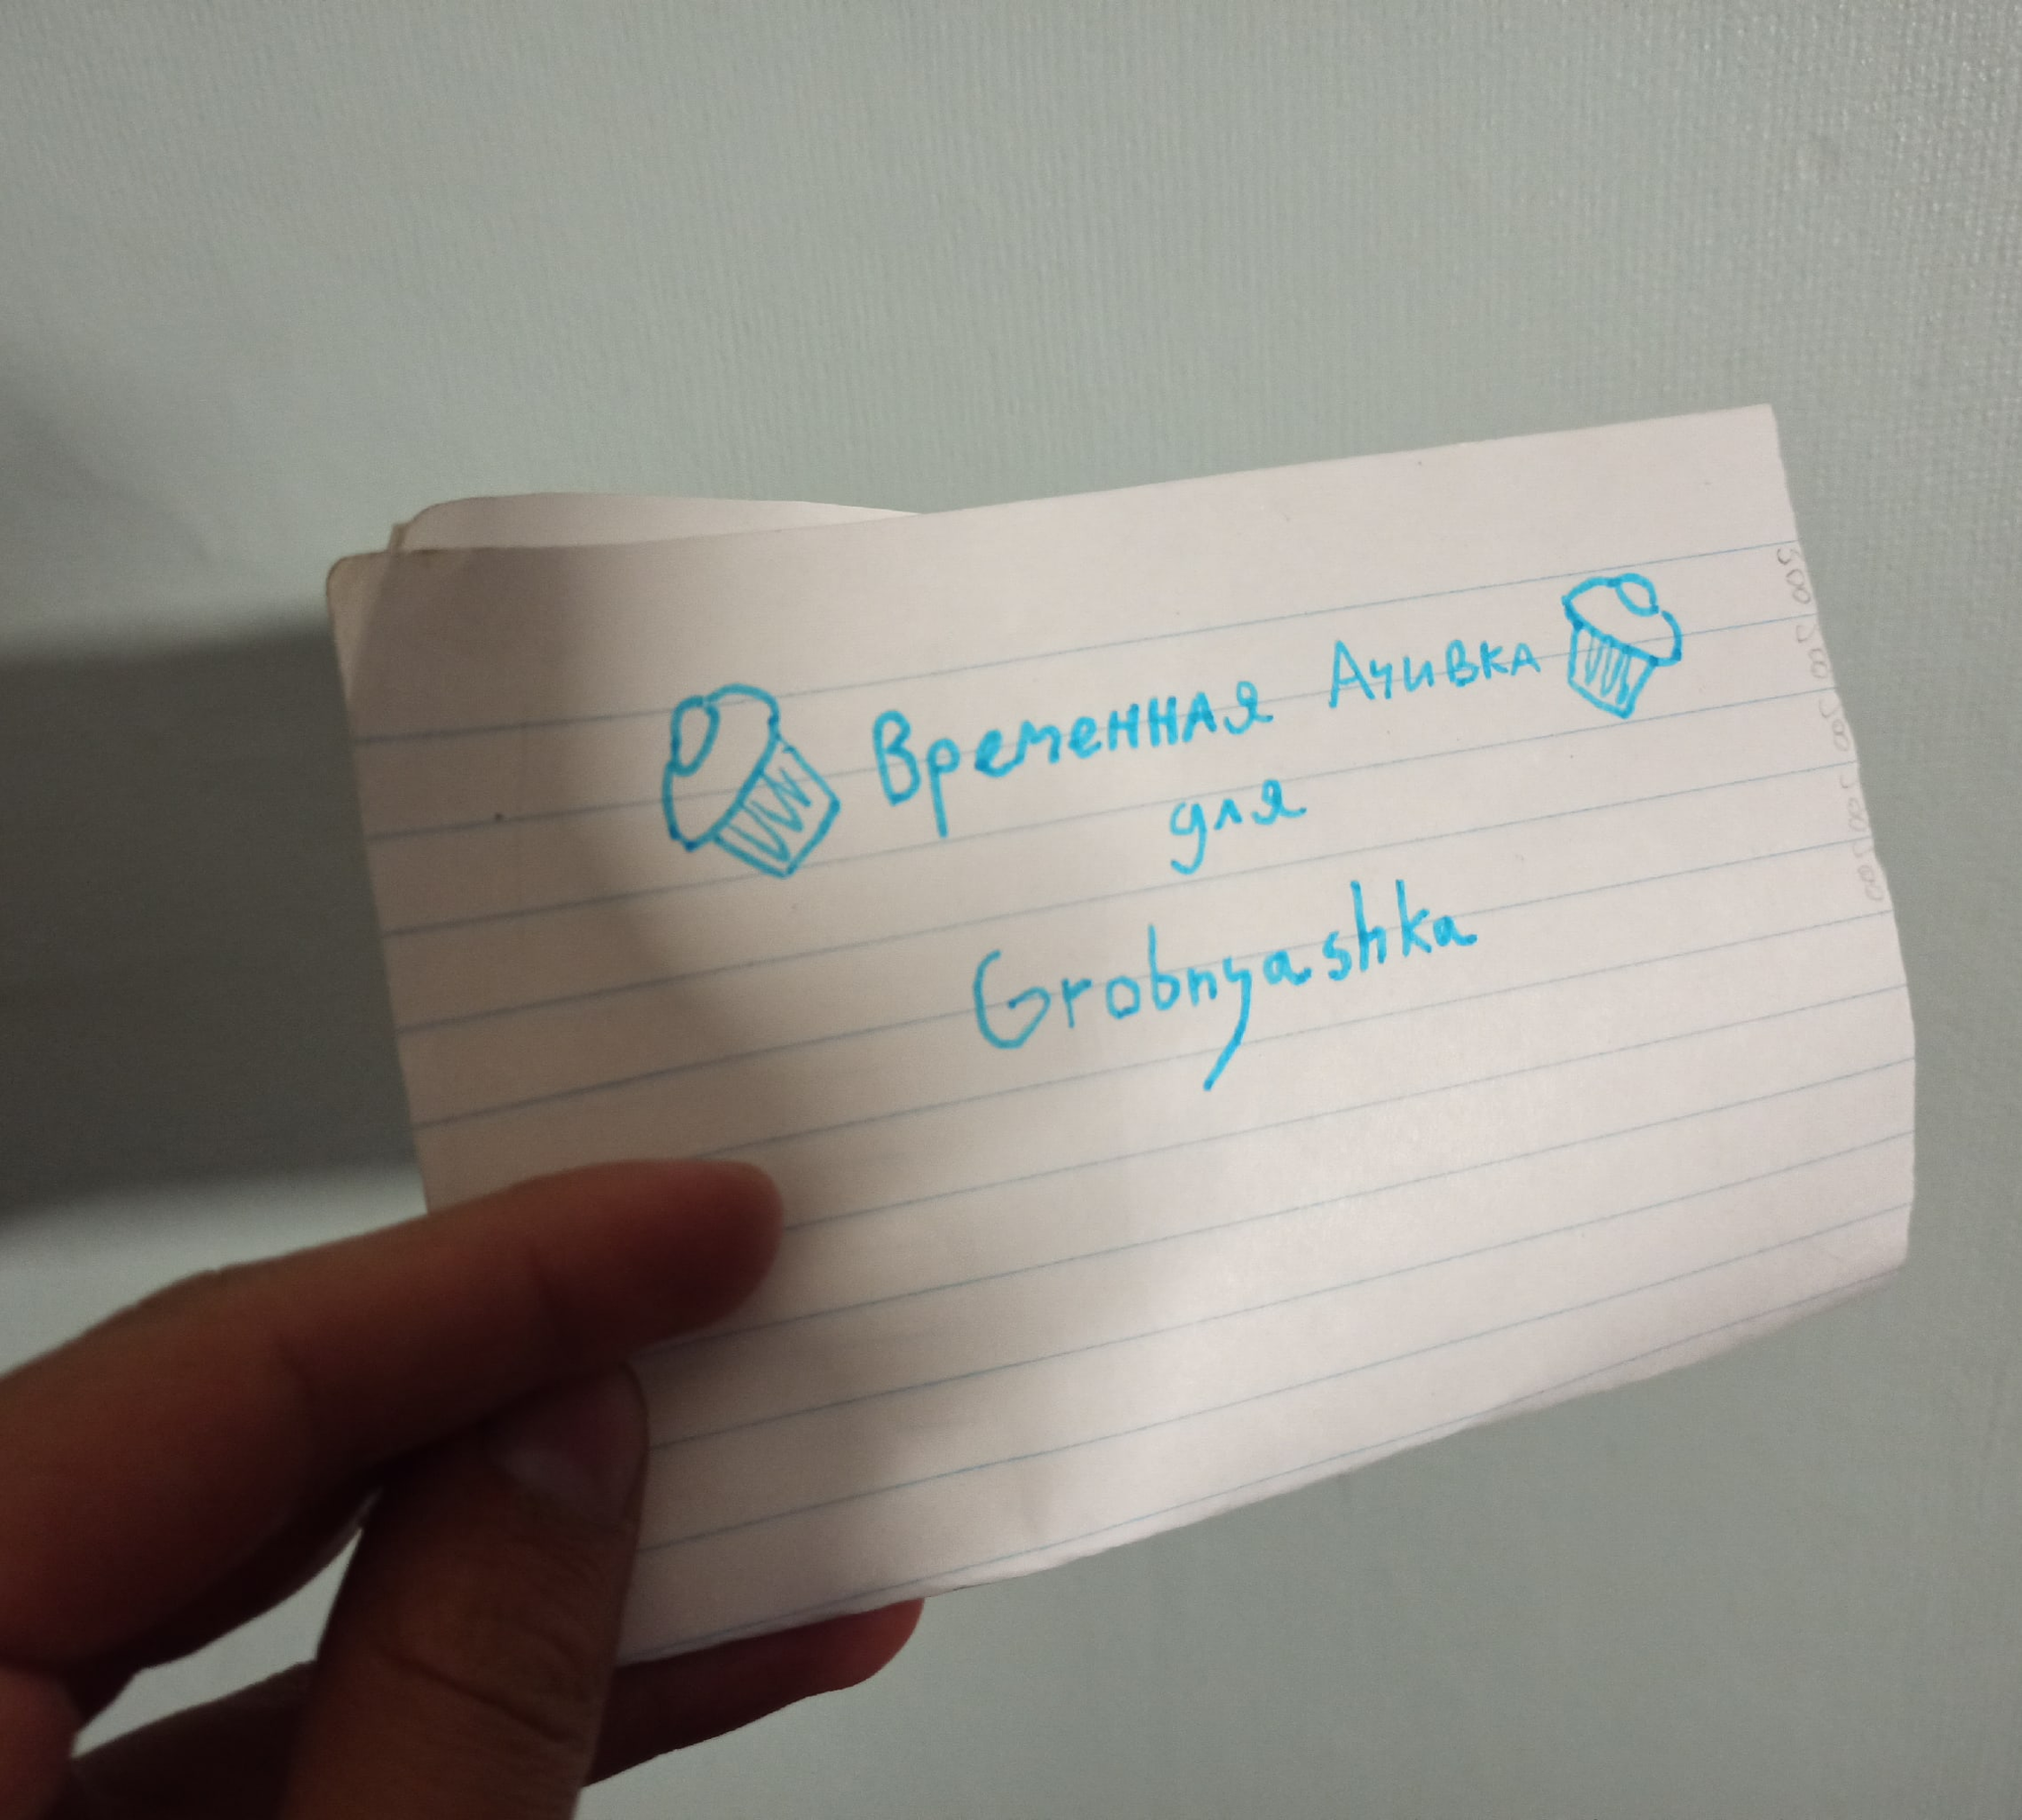 Временная Ачивка
для
Grobnyashka